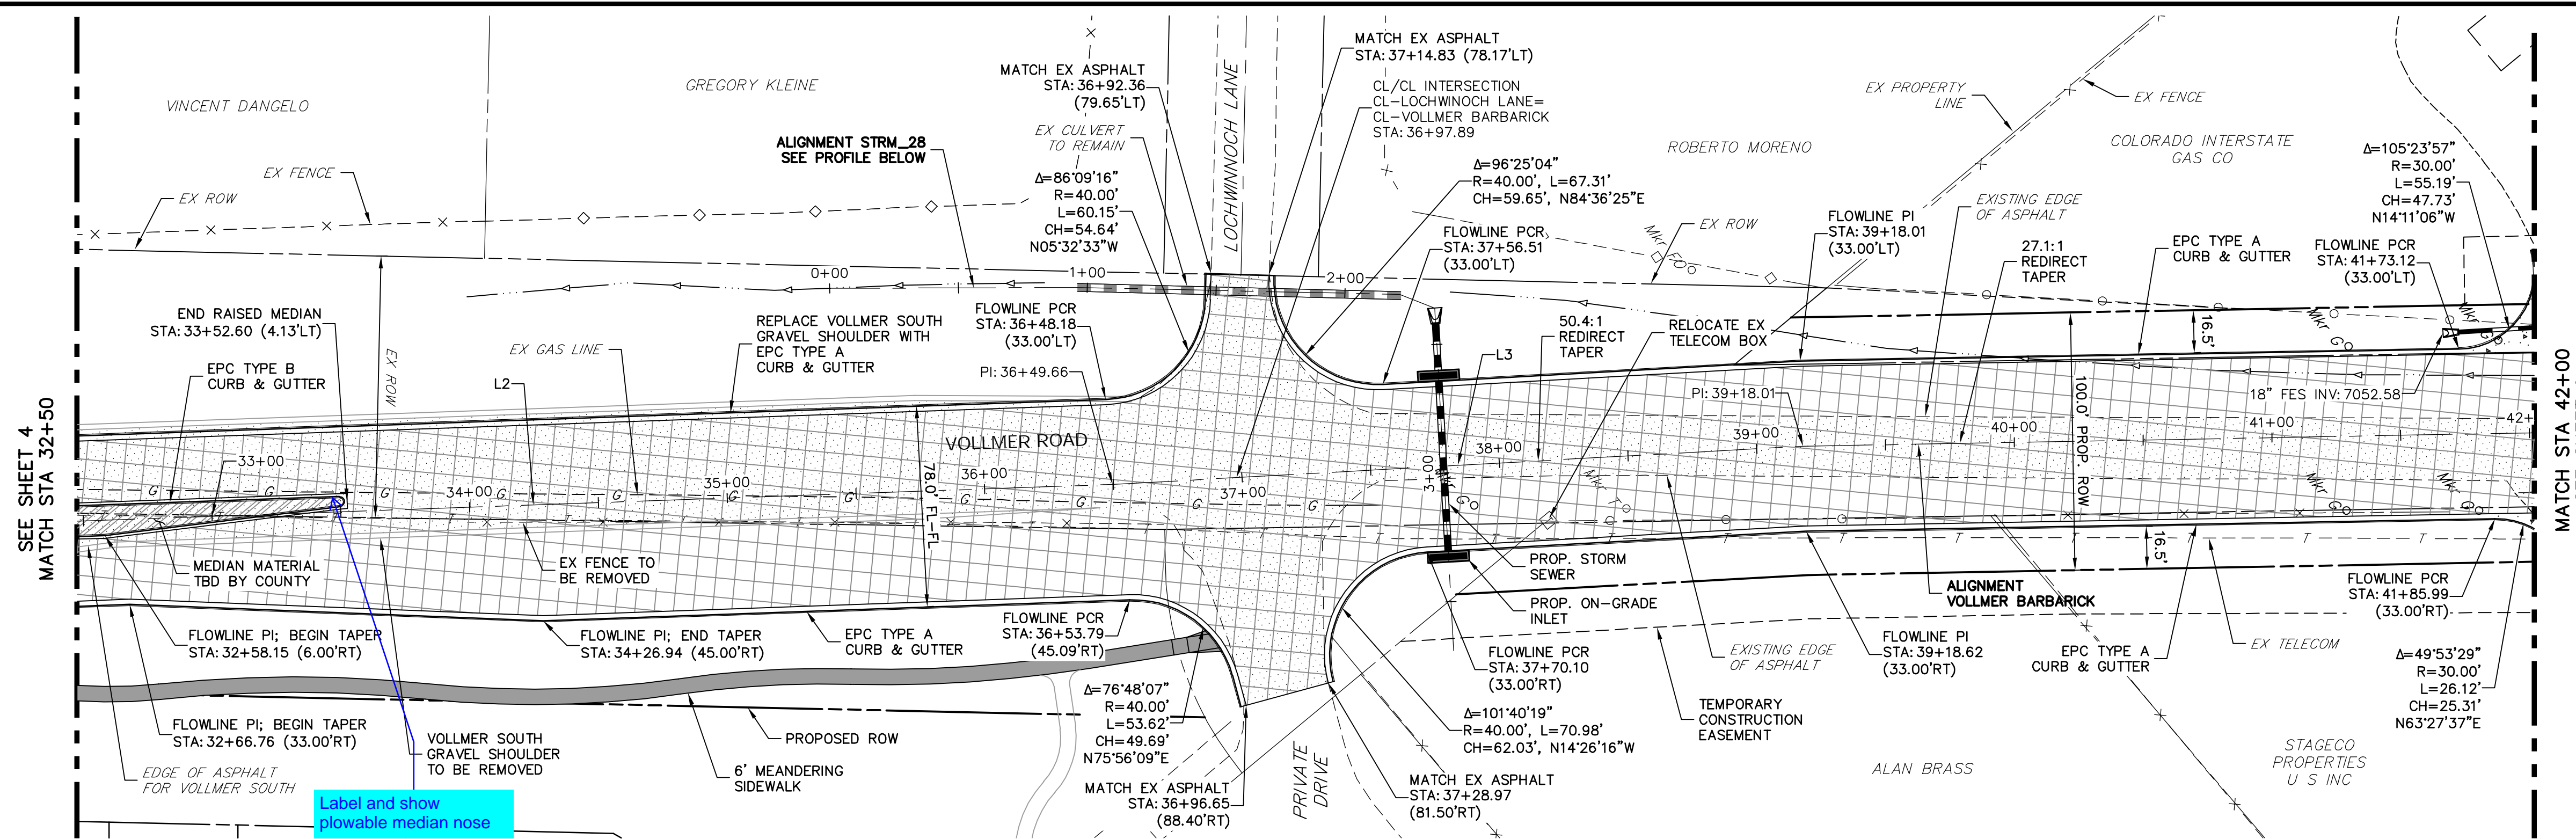 VINCENT DANGELO
GREGORY KLEINE
ROBERTO MORENO
COLORADO INTERSTATE
GAS CO
EX PROPERTY
LINE
EX FENCE
EX FENCE
EX ROW
EX ROW
EX ROW
LOCHWINNOCH LANE
MATCH EX ASPHALT
STA: 36+92.36
(79.65'LT)
MATCH EX ASPHALT
STA: 37+14.83 (78.17'LT)
CL/CL INTERSECTION
CL-LOCHWINOCH LANE=
CL-VOLLMER BARBARICK
STA: 36+97.89
ALIGNMENT STRM_28
SEE PROFILE BELOW
EX CULVERT
TO REMAIN
Δ=86°09'16"
R=40.00'
L=60.15'
CH=54.64'
N05°32'33"W
Δ=96°25'04"
R=40.00', L=67.31'
CH=59.65', N84°36'25"E
FLOWLINE PCR
STA: 37+56.51
(33.00'LT)
FLOWLINE PI
STA: 39+18.01
(33.00'LT)
EXISTING EDGE
OF ASPHALT
27.1:1
REDIRECT
TAPER
EPC TYPE A
CURB & GUTTER
FLOWLINE PCR
STA: 41+73.12
(33.00'LT)
Δ=105°23'57"
R=30.00'
L=55.19'
CH=47.73'
N14°11'06"W
0+00
1+00
2+00
3+00
Mkr FO
END RAISED MEDIAN
STA: 33+52.60 (4.13'LT)
EPC TYPE B
CURB & GUTTER
L2
EX GAS LINE
REPLACE VOLLMER SOUTH
GRAVEL SHOULDER WITH
EPC TYPE A
CURB & GUTTER
FLOWLINE PCR
STA: 36+48.18
(33.00'LT)
PI: 36+49.66
L3
50.4:1
REDIRECT
TAPER
RELOCATE EX
TELECOM BOX
PI: 39+18.01
16.5'
100.0' PROP. ROW
18" FES INV: 7052.58
Mkr G
Mkr G
SEE SHEET 4
MATCH STA 32+50
MATCH STA 42+00
VOLLMER ROAD
33+00
34+00
35+00
36+00
37+00
38+00
39+00
40+00
41+00
42+
G G G G G G G G G G
78.0' FL-FL
Mkr G
Mkr T
Mkr G
Mkr G
T T T T T T
16.5'
MEDIAN MATERIAL
TBD BY COUNTY
EX FENCE TO
BE REMOVED
PROP. STORM
SEWER
PROP. ON-GRADE
INLET
ALIGNMENT
VOLLMER BARBARICK
FLOWLINE PCR
STA: 41+85.99
(33.00'RT)
FLOWLINE PI; BEGIN TAPER
STA: 32+58.15 (6.00'RT)
FLOWLINE PI; END TAPER
STA: 34+26.94 (45.00'RT)
EPC TYPE A
CURB & GUTTER
FLOWLINE PCR
STA: 36+53.79
(45.09'RT)
FLOWLINE PCR
STA: 37+70.10
(33.00'RT)
EXISTING EDGE
OF ASPHALT
FLOWLINE PI
STA: 39+18.62
(33.00'RT)
EPC TYPE A
CURB & GUTTER
EX TELECOM
Δ=49°53'29"
R=30.00'
L=26.12'
CH=25.31'
N63°27'37"E
FLOWLINE PI; BEGIN TAPER
STA: 32+66.76 (33.00'RT)
EDGE OF ASPHALT
FOR VOLLMER SOUTH
VOLLMER SOUTH
GRAVEL SHOULDER
TO BE REMOVED
PROPOSED ROW
6' MEANDERING
SIDEWALK
Δ=76°48'07"
R=40.00'
L=53.62'
CH=49.69'
N75°56'09"E
MATCH EX ASPHALT
STA: 36+96.65
(88.40'RT)
PRIVATE
DRIVE
Δ=101°40'19"
R=40.00', L=70.98'
CH=62.03', N14°26'16"W
MATCH EX ASPHALT
STA: 37+28.97
(81.50'RT)
TEMPORARY
CONSTRUCTION
EASEMENT
ALAN BRASS
STAGECO
PROPERTIES
U S INC
Label and show
plowable median nose